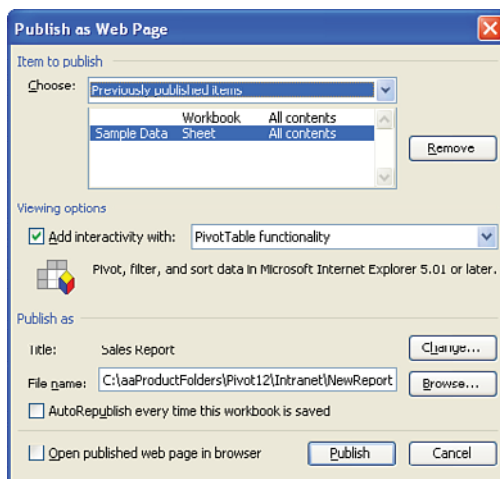 Publish as Web Page
Item to publish
Choose: Previously published items
Workbook All contents
Sample Data Sheet All contents
Remove
Viewing options
Add interactivity with: PivotTable functionality
Pivot, filter, and sort data in Microsoft Internet Explorer 5.01 or later.
Publish as
Title: Sales Report Change...
File name: C:\aaProductFolders\Pivot12\Intranet\NewReport Browse...
AutoRepublish every time this workbook is saved
Open published web page in browser Publish Cancel